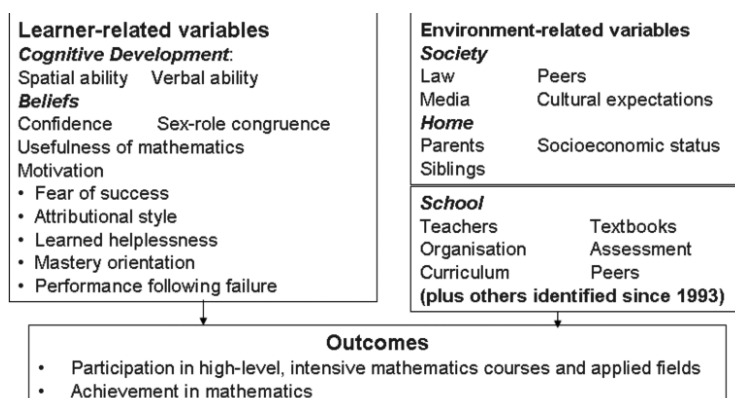 Learner-related variables
Cognitive Development:
Spatial ability Verbal ability
Beliefs
Confidence Sex-role congruence
Usefulness of mathematics
Motivation
• Fear of success
• Attributional style
• Learned helplessness
• Mastery orientation
• Performance following failure
Environment-related variables
Society
Law Peers
Media Cultural expectations
Home
Parents Socioeconomic status
Siblings
School
Teachers Textbooks
Organisation Assessment
Curriculum Peers
(plus others identified since 1993)
Outcomes
• Participation in high-level, intensive mathematics courses and applied fields
• Achievement in mathematics